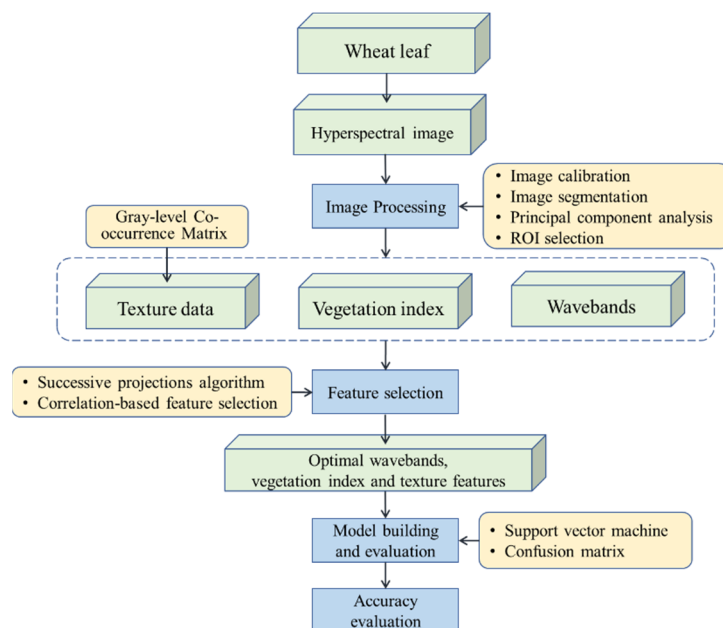 Wheat leaf
Hyperspectral image
• Image calibration
• Image segmentation
• Principal component analysis
• ROI selection
Image Processing
Gray-level Co-
occurrence Matrix
Texture data
Vegetation index
Wavebands
• Successive projections algorithm
• Correlation-based feature selection
Feature selection
Optimal wavebands,
vegetation index and texture features
Model building
and evaluation
• Support vector machine
• Confusion matrix
Accuracy
evaluation